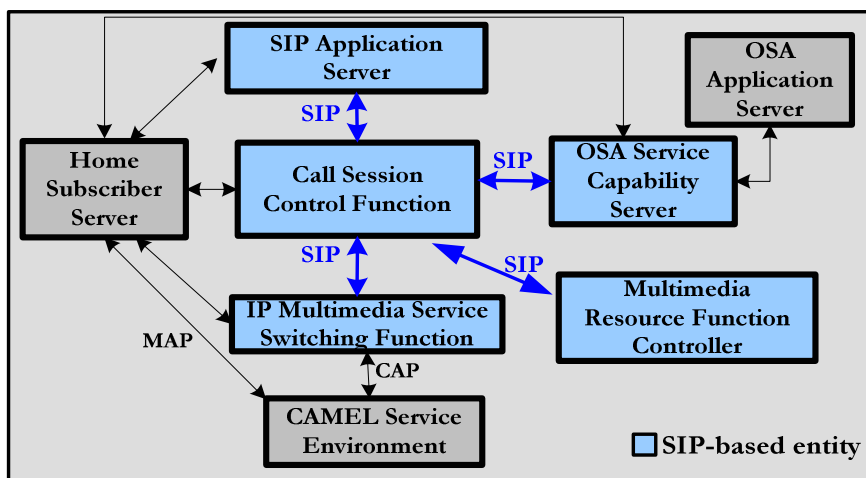 SIP Application
Server
OSA
Application
Server
SIP
Home
Subscriber
Server
Call Session
Control Function
SIP
OSA Service
Capability
Server
SIP
SIP
IP Multimedia Service
Switching Function
Multimedia
Resource Function
Controller
MAP
CAP
CAMEL Service
Environment
SIP-based entity